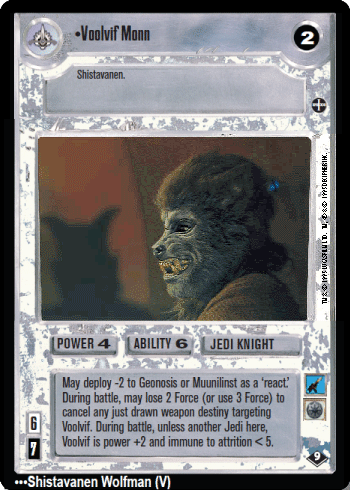 •Voolvif Monn
2
Shistavanen.
POWER 4 ABILITY 6 JEDI KNIGHT
May deploy -2 to Geonosis or Muunilinst as a 'react.'
During battle, may lose 2 Force (or use 3 Force) to
cancel any just drawn weapon destiny targeting
Voolvif. During battle, unless another Jedi here,
Voolvif is power +2 and immune to attrition < 5.
6
7
9
•••Shistavanen Wolfman (V)